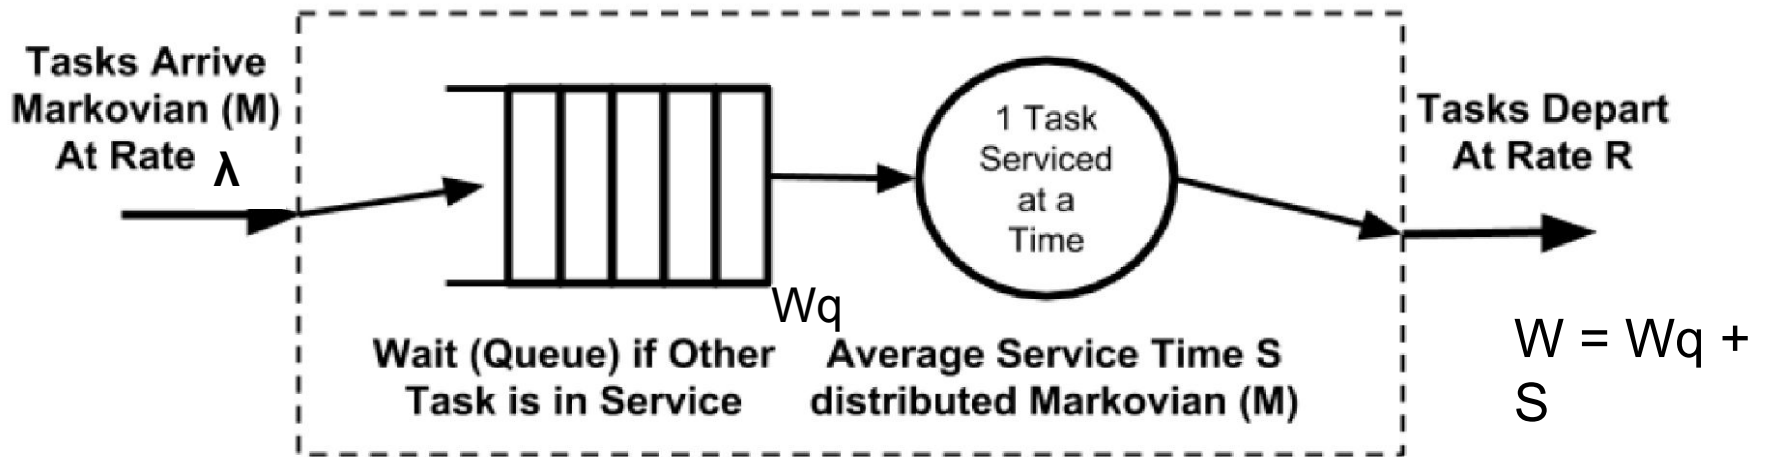 Tasks Arrive
Markovian (M)
At Rate λ
1 Task
Serviced
at a
Time
Tasks Depart
At Rate R
Wq
Wait (Queue) if Other
Task is in Service
Average Service Time S
distributed Markovian (M)
W = Wq +
S